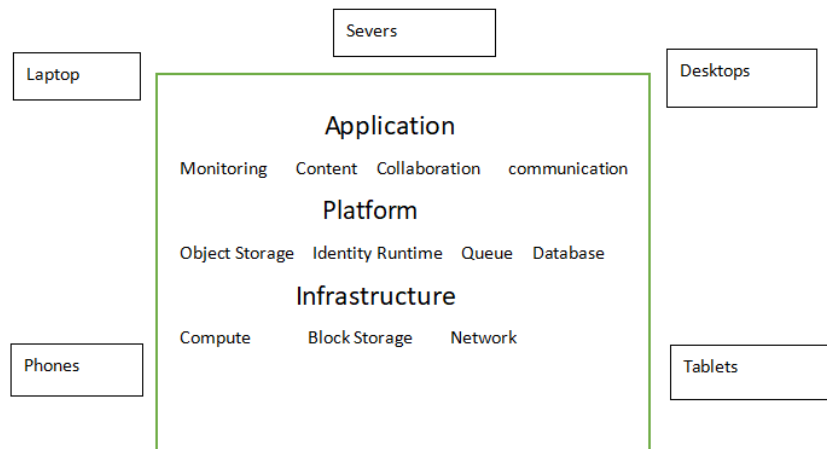 Severs
Laptop
Desktops
Application
Monitoring Content Collaboration communication
Platform
Object Storage Identity Runtime Queue Database
Infrastructure
Compute Block Storage Network
Phones
Tablets